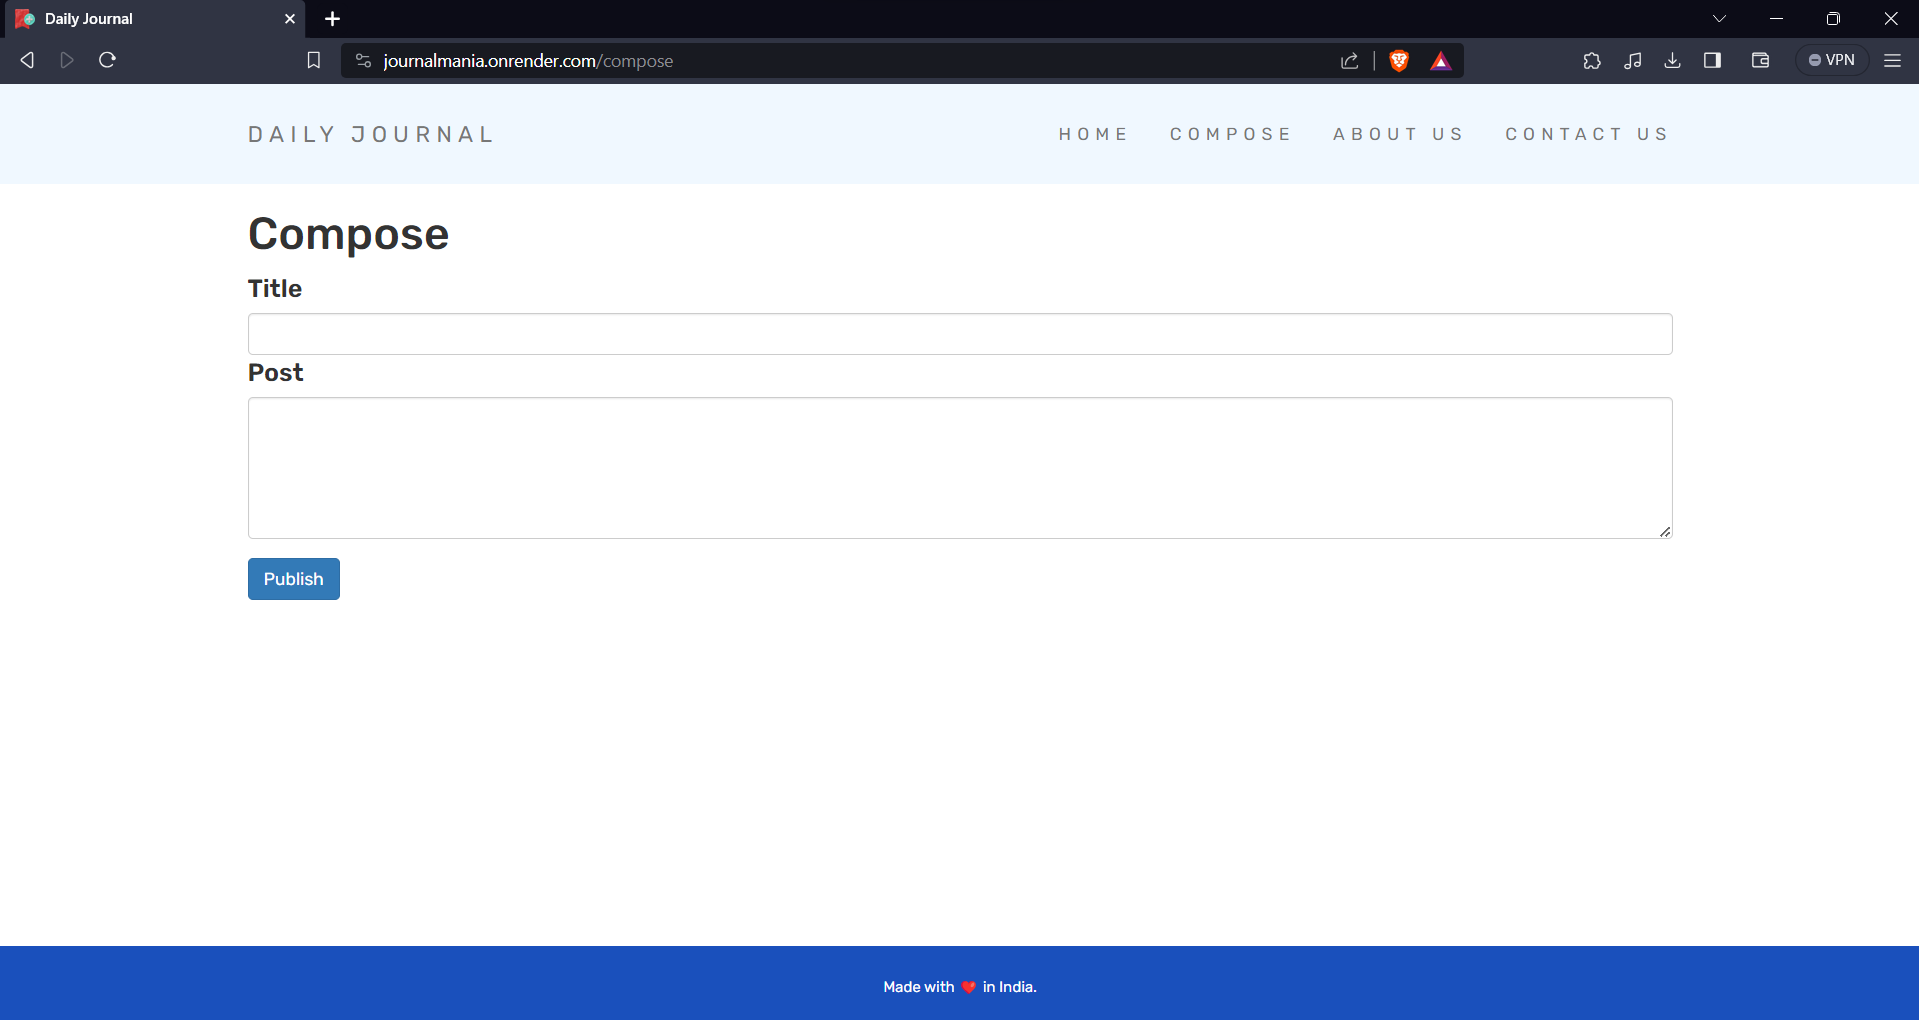 Daily Journal
journalmania.onrender.com/compose
VPN
DAILY JOURNAL
HOME COMPOSE ABOUT US CONTACT US
Compose
Title
Post
Publish
Made with ❤️ in India.